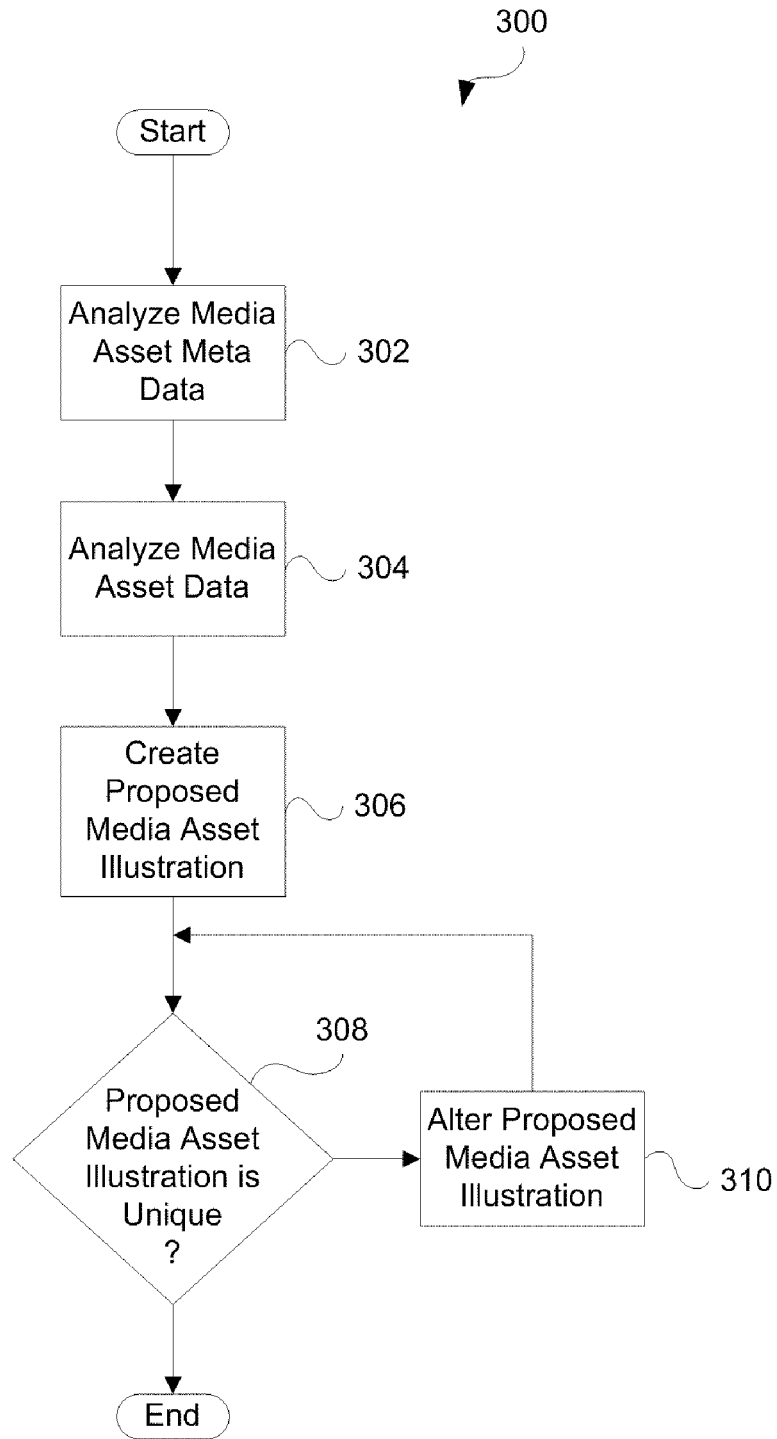 300
Start
Analyze Media
Asset Meta
Data
302
Analyze Media
Asset Data
304
Create
Proposed
Media Asset
Illustration
306
308
Proposed
Media Asset
Illustration is
Unique
?
Alter Proposed
Media Asset
Illustration
310
End